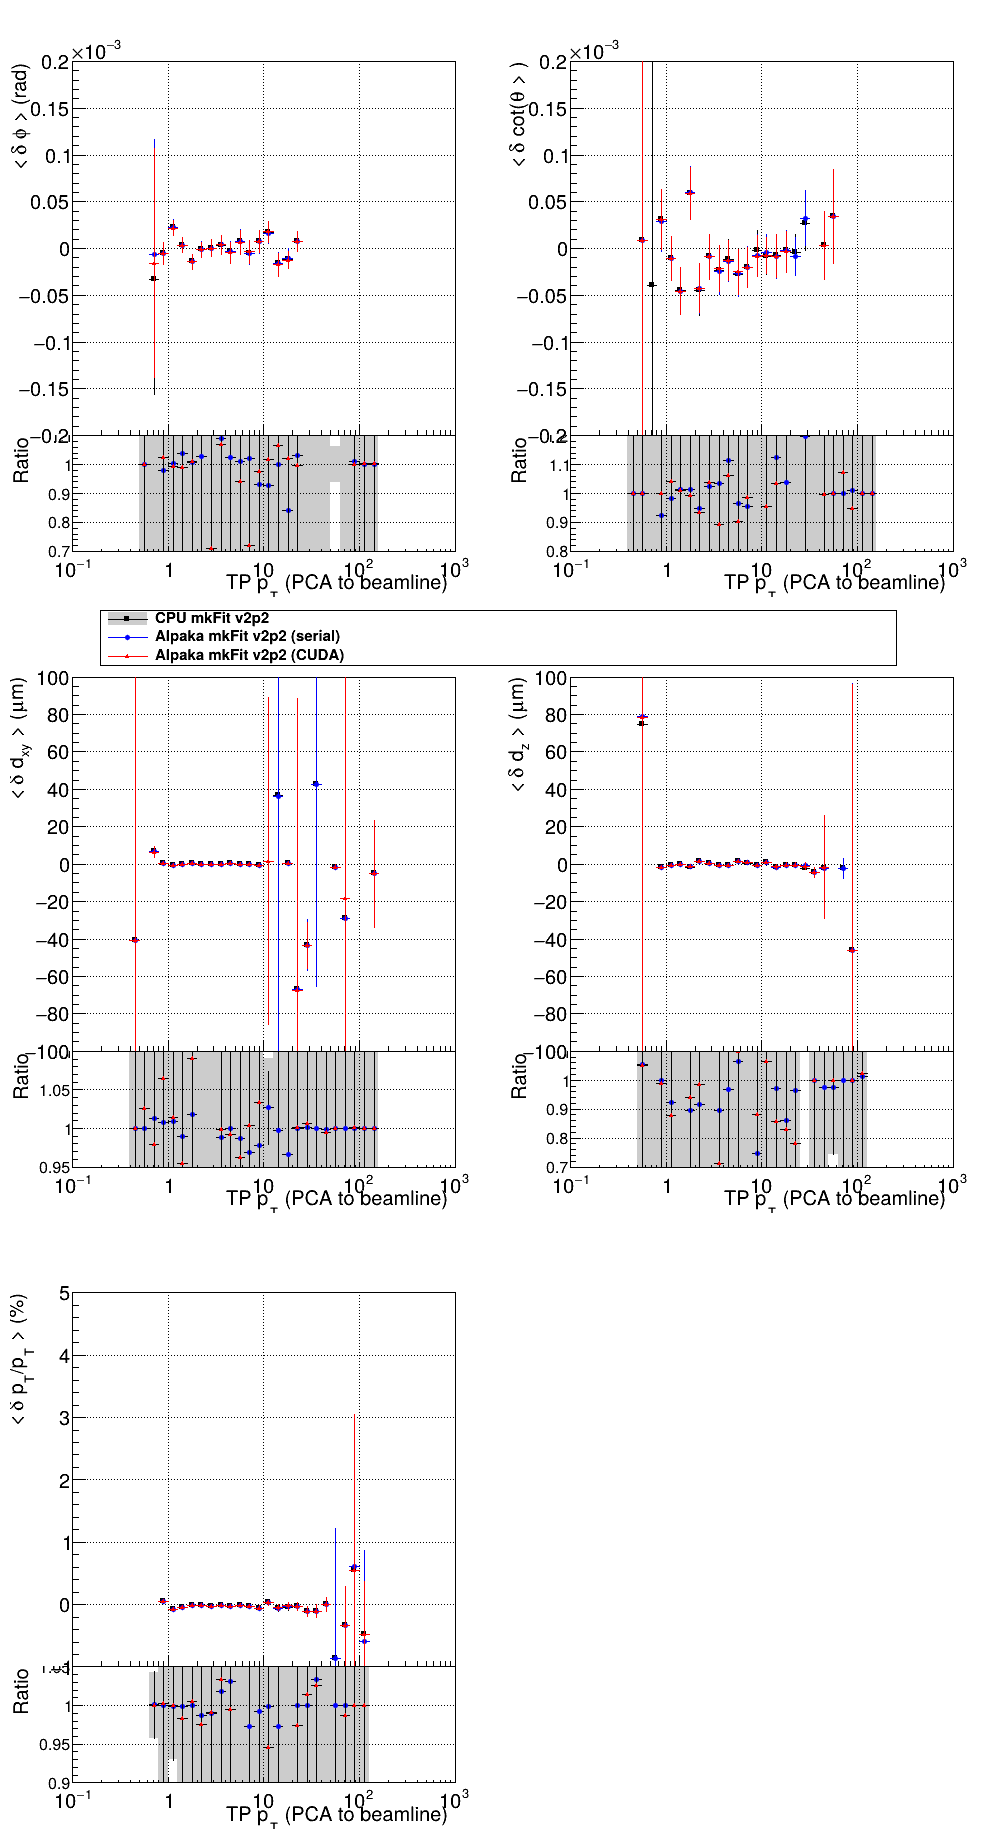 ×10⁻³
< δ ϕ > (rad)
0.2
0.15
0.1
0.05
0
−0.05
−0.1
−0.15
−0.2
Ratio
1
0.9
0.8
0.7
10⁻¹ 1 10 10² 10³
TP p_T (PCA to beamline)
×10⁻³
< δ cot(θ > )
0.2
0.15
0.1
0.05
0
−0.05
−0.1
−0.15
−0.2
Ratio
1.1
1
0.9
0.8
10⁻¹ 1 10 10² 10³
TP p_T (PCA to beamline)
CPU mkFit v2p2
Alpaka mkFit v2p2 (serial)
Alpaka mkFit v2p2 (CUDA)
< δ d_xy > (μm)
100
80
60
40
20
0
−20
−40
−60
−80
−100
Ratio
1.05
1
0.95
10⁻¹ 1 10 10² 10³
TP p_T (PCA to beamline)
< δ d_z > (μm)
100
80
60
40
20
0
−20
−40
−60
−80
−100
Ratio
1
0.9
0.8
0.7
10⁻¹ 1 10 10² 10³
TP p_T (PCA to beamline)
< δ p_T/p_T > (%)
5
4
3
2
1
0
Ratio
1
0.95
0.9
10⁻¹ 1 10 10² 10³
TP p_T (PCA to beamline)